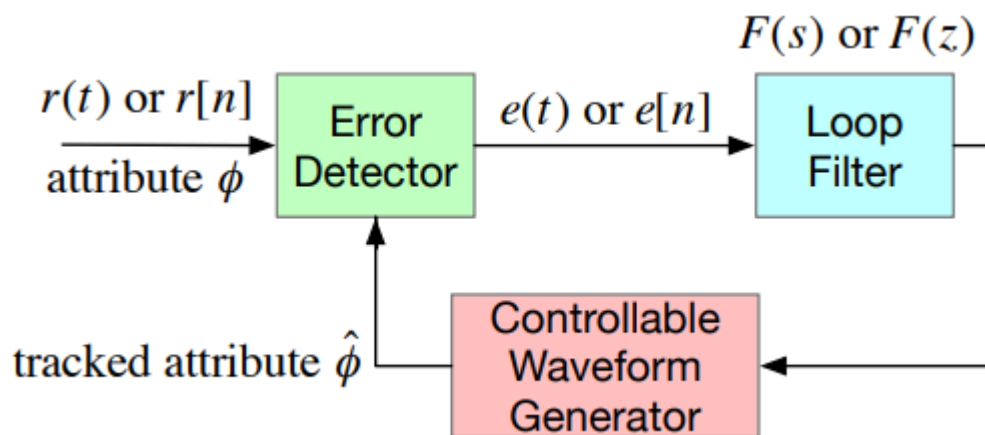 F(s) or F(z)
r(t) or r[n]
attribute ϕ
Error
Detector
e(t) or e[n]
Loop
Filter
tracked attribute ϕ̂
Controllable
Waveform
Generator